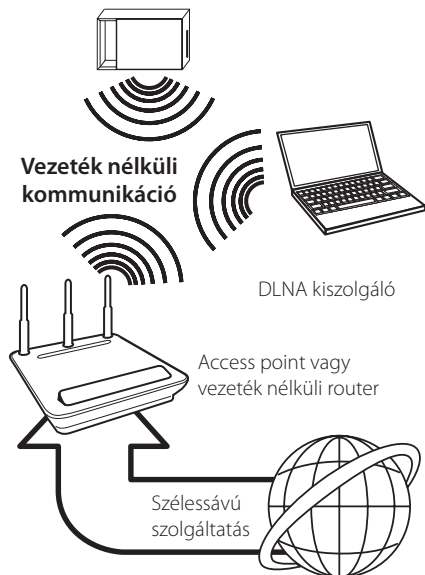 Vezeték nélküli
kommunikáció
DLNA kiszolgáló
Access point vagy
vezeték nélküli router
Szélessávú
szolgáltatás